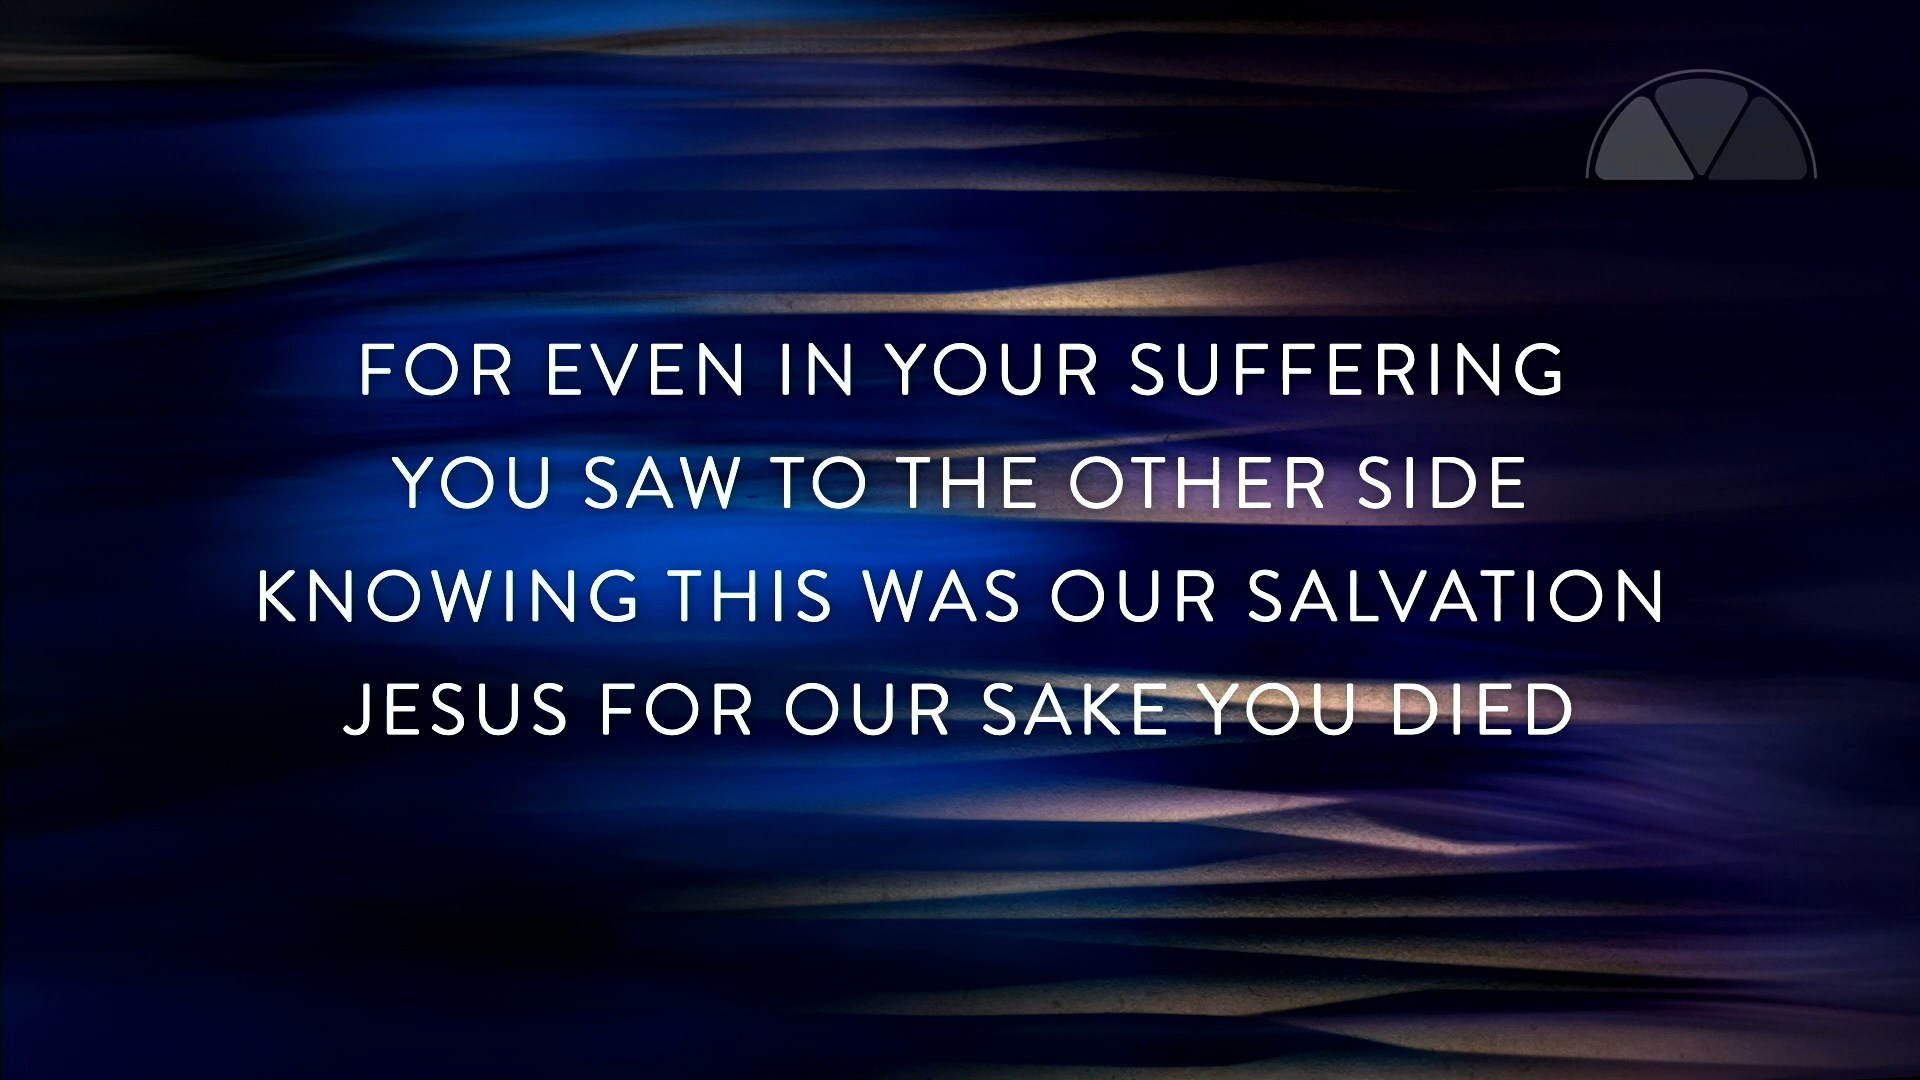 FOR EVEN IN YOUR SUFFERING
YOU SAW TO THE OTHER SIDE
KNOWING THIS WAS OUR SALVATION
JESUS FOR OUR SAKE YOU DIED